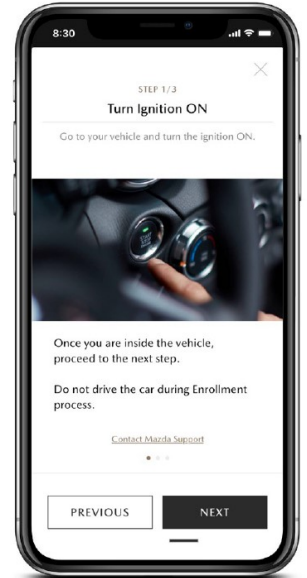 8:30
STEP 1/3
Turn Ignition ON
Go to your vehicle and turn the ignition ON.
Once you are inside the vehicle,
proceed to the next step.
Do not drive the car during Enrollment
process.
Contact Mazda Support
PREVIOUS
NEXT